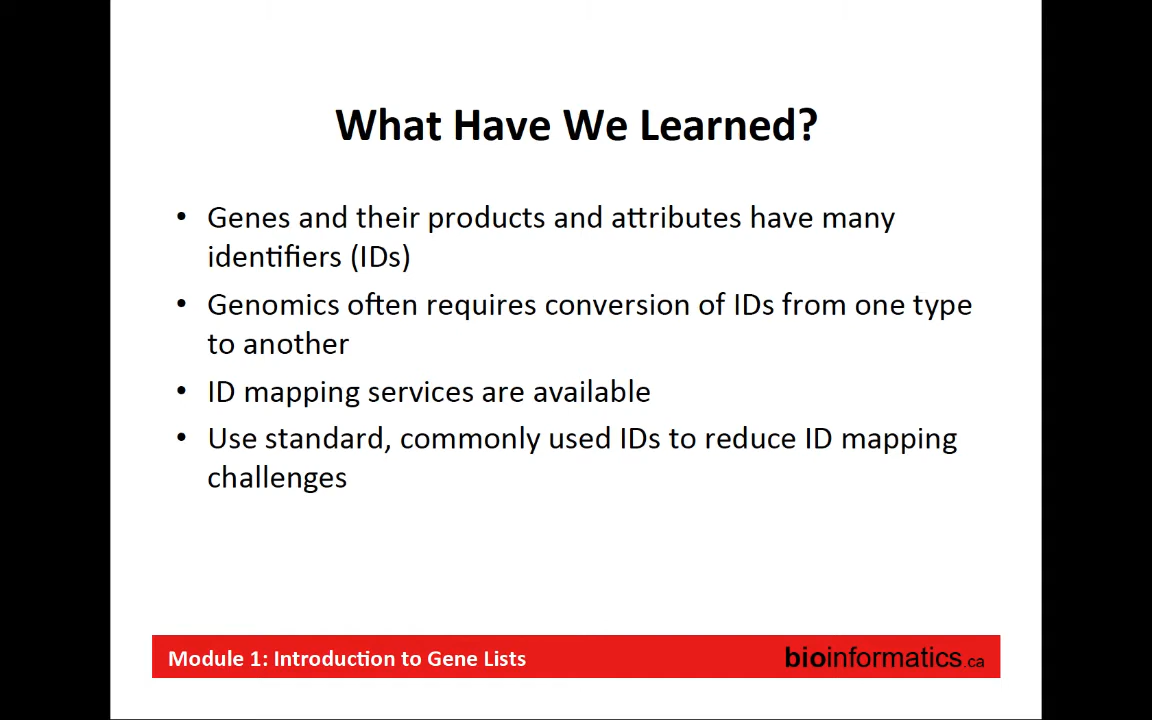 What Have We Learned?
• Genes and their products and attributes have many
identifiers (IDs)
• Genomics often requires conversion of IDs from one type
to another
• ID mapping services are available
• Use standard, commonly used IDs to reduce ID mapping
challenges
Module 1: Introduction to Gene Lists
bioinformatics.ca